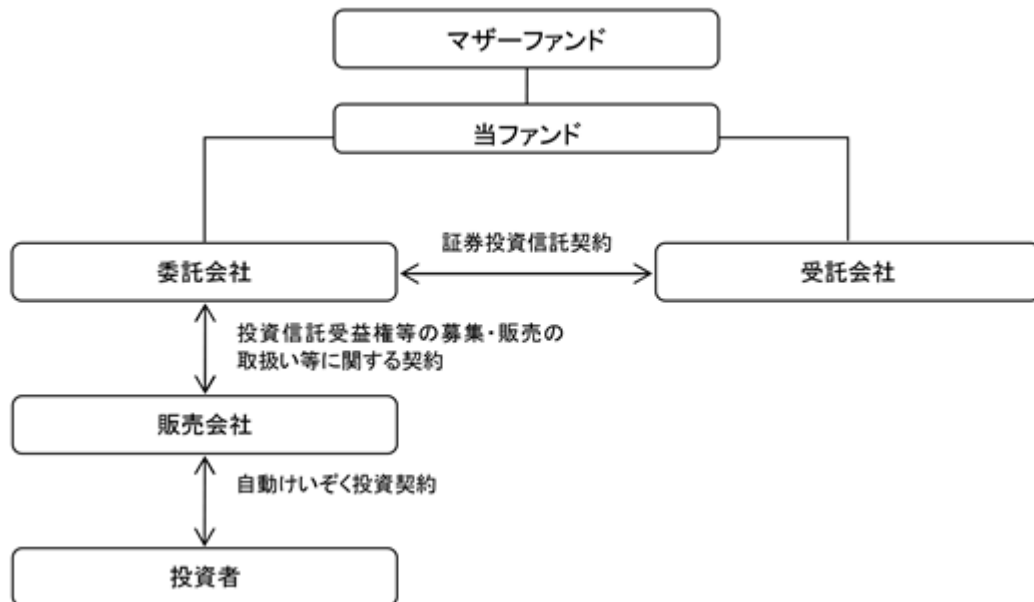 マザーファンド
当ファンド
証券投資信託契約
委託会社
受託会社
投資信託受益権等の募集・販売の
取扱い等に関する契約
販売会社
自動けいぞく投資契約
投資者